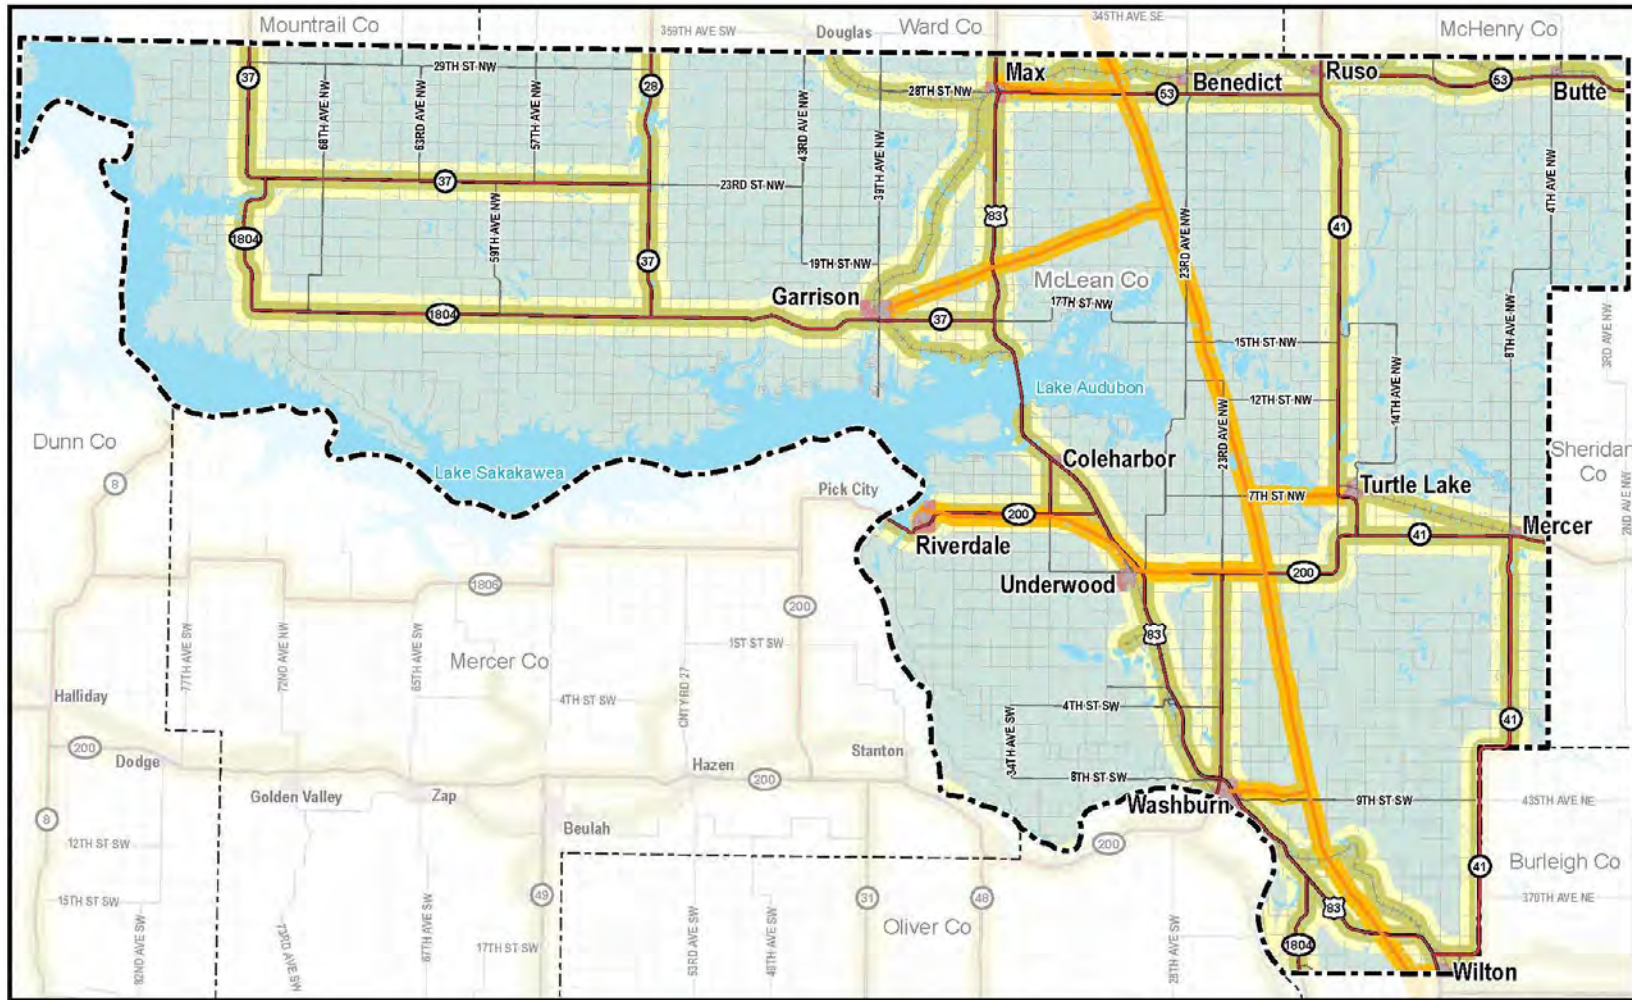 Mountrail Co
359TH AVE SW
Douglas
Ward Co
345TH AVE SE
McHenry Co
37
29TH ST NW
28
Max
28TH ST NW
53
Benedict
Ruso
53
Butte
68TH AVE NW
63RD AVE NW
57TH AVE NW
43RD AVE NW
39TH AVE NW
4TH AVE NW
37
23RD ST NW
83
41
1804
59TH AVE NW
37
19TH ST NW
23RD AVE NW
Garrison
McLean Co
17TH ST NW
1804
37
15TH ST NW
8TH AVE NW
3RD AVE NW
Lake Audubon
12TH ST NW
14TH AVE NW
Dunn Co
8
Lake Sakakawea
Coleharbor
23RD AVE NW
Sheridan
Co
Pick City
7TH ST NW
Turtle Lake
2ND AVE NW
200
Riverdale
41
Mercer
1806
Underwood
200
200
77TH AVE SW
72ND AVE NW
65TH AVE SW
1ST ST SW
83
Mercer Co
CNTY RD 27
Halliday
4TH ST SW
4TH ST SW
34TH AVE SW
41
200
Dodge
Stanton
Hazen
200
8TH ST SW
Golden Valley
Zap
Washburn
9TH ST SW
435TH AVE NE
8
Beulah
12TH ST SW
200
41
Burleigh Co
15TH ST SW
49
31
48
83
370TH AVE NE
82ND AVE SW
73RD AVE SW
67TH AVE SW
17TH ST SW
53RD AVE SW
46TH AVE SW
Oliver Co
28TH AVE SW
1804
Wilton